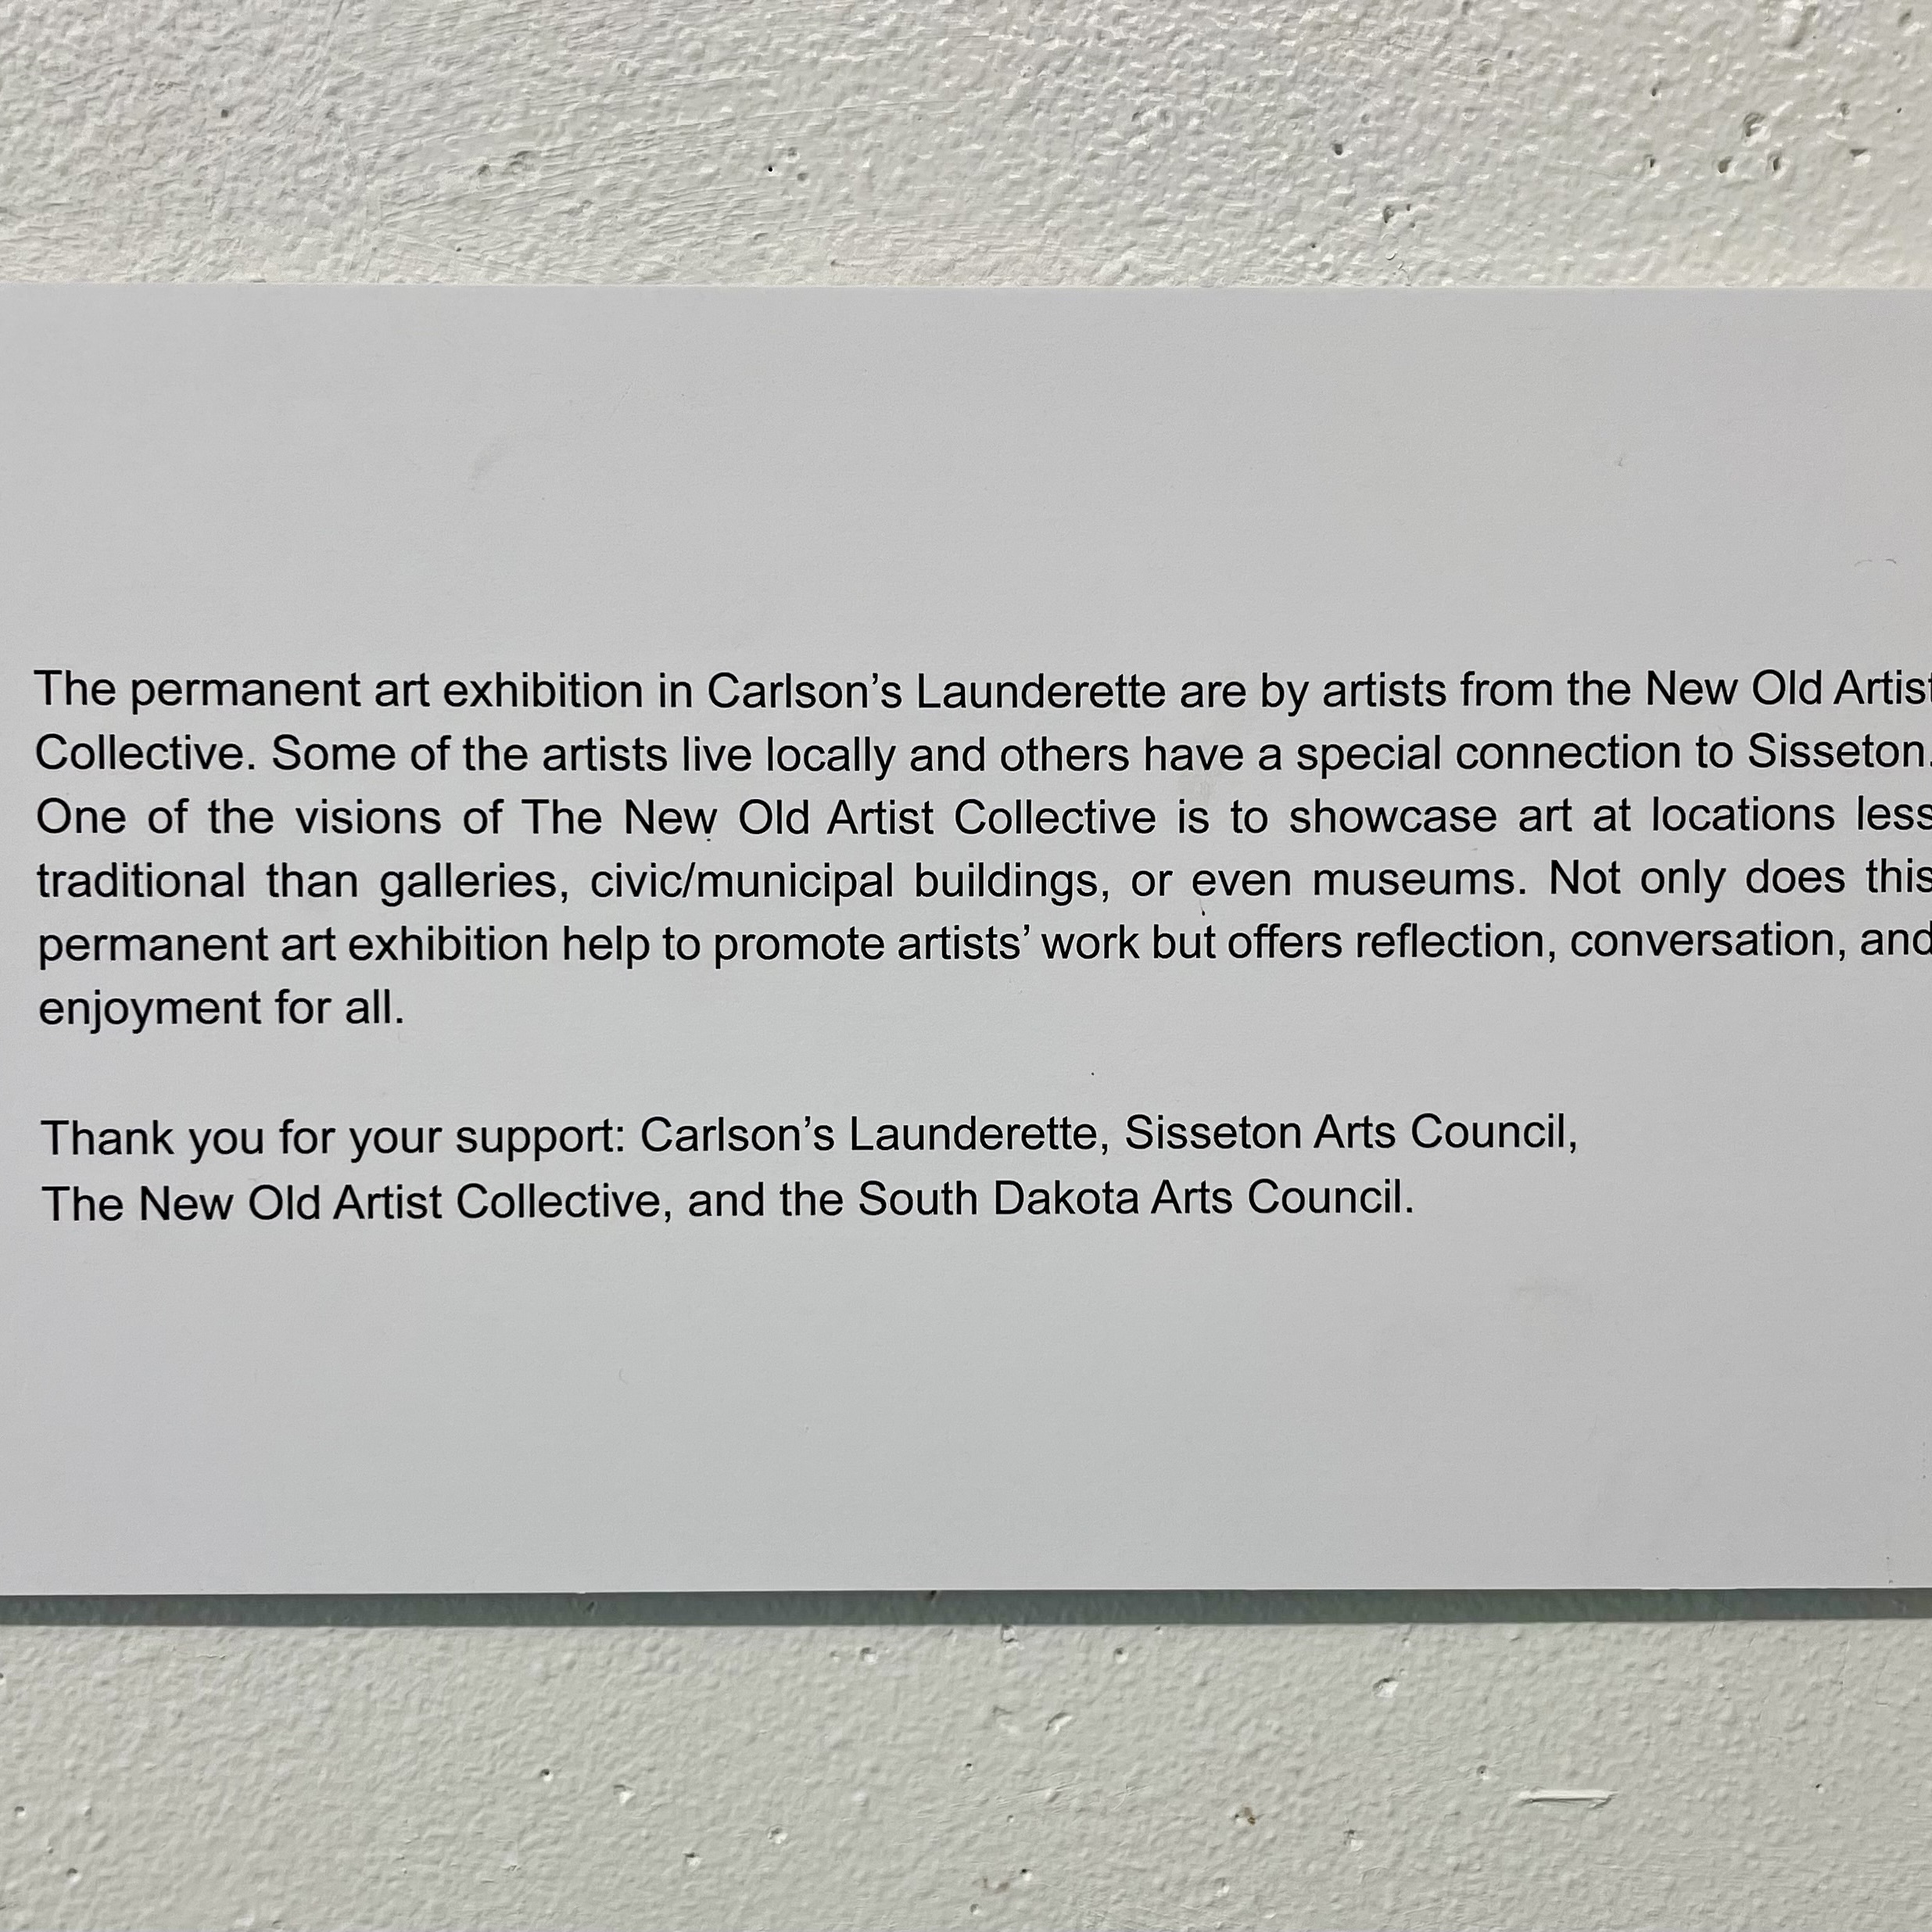 The permanent art exhibition in Carlson’s Launderette are by artists from the New Old Artist
Collective. Some of the artists live locally and others have a special connection to Sisseton.
One of the visions of The New Old Artist Collective is to showcase art at locations less
traditional than galleries, civic/municipal buildings, or even museums. Not only does this
permanent art exhibition help to promote artists’ work but offers reflection, conversation, and
enjoyment for all.
Thank you for your support: Carlson’s Launderette, Sisseton Arts Council,
The New Old Artist Collective, and the South Dakota Arts Council.